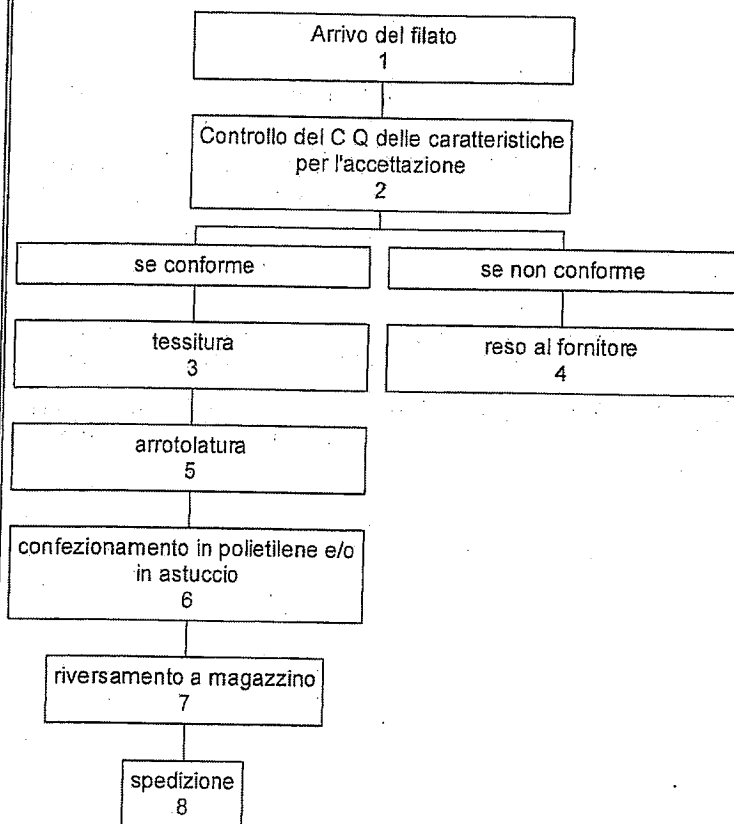 Arrivo del filato
1
Controllo del C Q delle caratteristiche
per l'accettazione
2
se conforme
se non conforme
tessitura
3
reso al fornitore
4
arrotolatura
5
confezionamento in polietilene e/o
in astuccio
6
riversamento a magazzino
7
spedizione
8